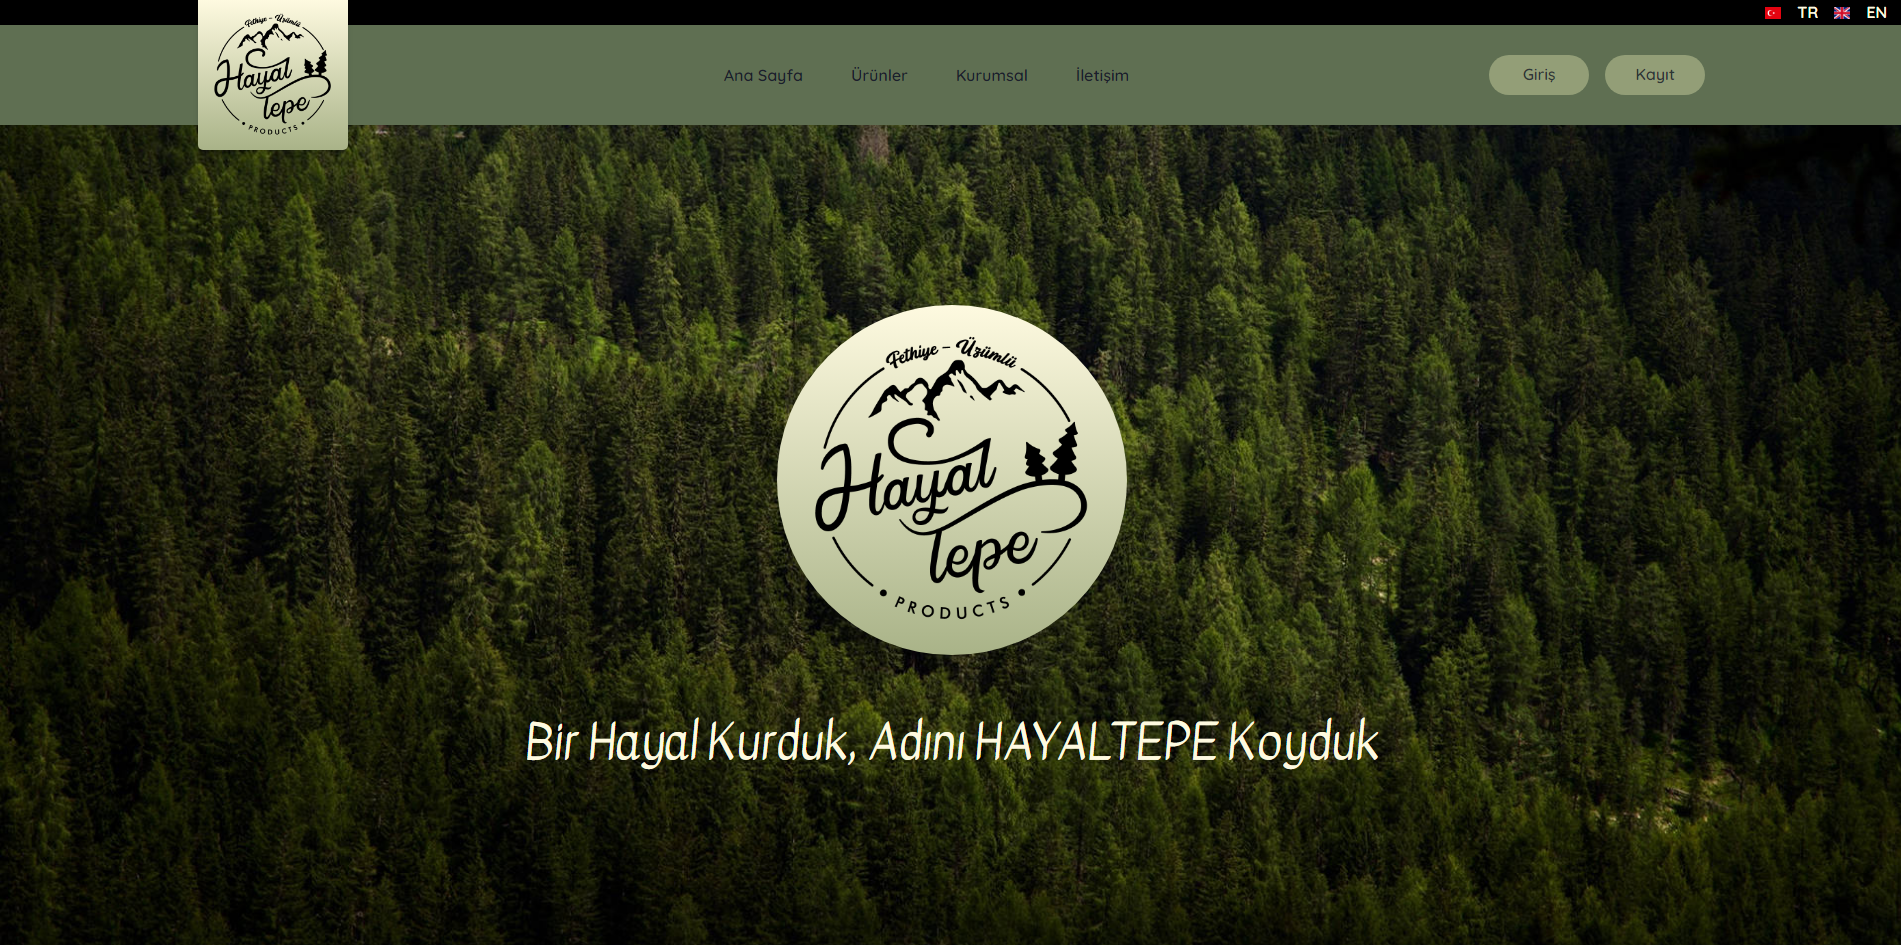 TR EN
Fethiye - Üzümlü
Hayal
Tepe
PRODUCTS
Ana Sayfa Ürünler Kurumsal İletişim
Giriş Kayıt
Fethiye - Üzümlü
Hayal
Tepe
• PRODUCTS •
Bir Hayal Kurduk, Adını HAYALTEPE Koyduk